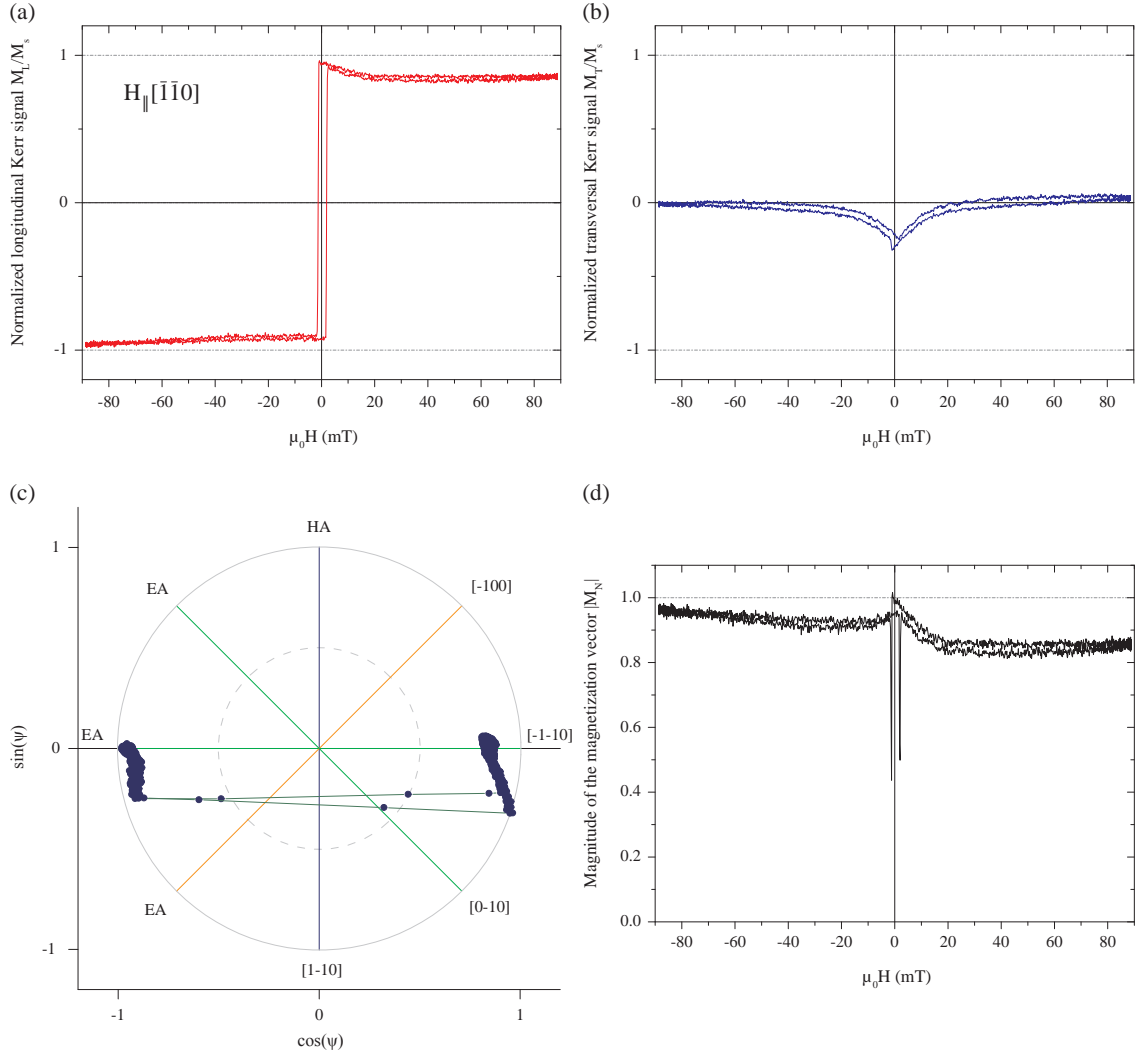 (a)
Normalized longitudinal Kerr signal M_L/M_s
1
0
-1
H_∥[1̄1̄0]
-80 -60 -40 -20 0 20 40 60 80
μ_0H (mT)
(b)
Normalized transversal Kerr signal M_T/M_s
1
0
-1
-80 -60 -40 -20 0 20 40 60 80
μ_0H (mT)
(c)
sin(ψ)
1
0
-1
HA
EA
[-100]
EA
[-1-10]
EA
[0-10]
[1-10]
-1 0 1
cos(ψ)
(d)
Magnitude of the magnetization vector |M_N|
1.0
0.8
0.6
0.4
0.2
0.0
-80 -60 -40 -20 0 20 40 60 80
μ_0H (mT)